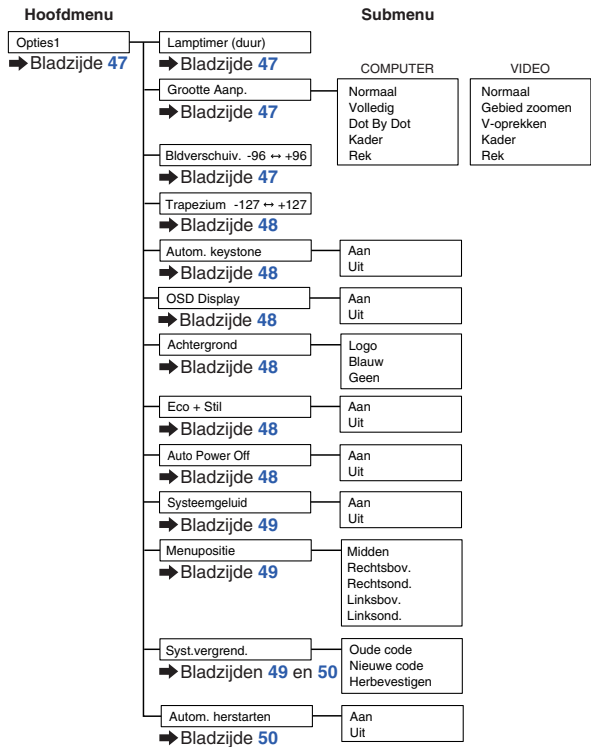 Hoofdmenu
Submenu
Opties1
➡Bladzijde 47
Lamptimer (duur)
➡Bladzijde 47
Grootte Aanp.
➡Bladzijde 47
COMPUTER
Normaal
Volledig
Dot By Dot
Kader
Rek
VIDEO
Normaal
Gebied zoomen
V-oprekken
Kader
Rek
Bldverschuiv. -96 ↔ +96
➡Bladzijde 47
Trapezium -127 ↔ +127
➡Bladzijde 48
Autom. keystone
➡Bladzijde 48
Aan
Uit
OSD Display
➡Bladzijde 48
Aan
Uit
Achtergrond
➡Bladzijde 48
Logo
Blauw
Geen
Eco + Stil
➡Bladzijde 48
Aan
Uit
Auto Power Off
➡Bladzijde 48
Aan
Uit
Systeemgeluid
➡Bladzijde 49
Aan
Uit
Menupositie
➡Bladzijde 49
Midden
Rechtsbov.
Rechtsond.
Linksbov.
Linksond.
Syst.vergrend.
➡Bladzijden 49 en 50
Oude code
Nieuwe code
Herbevestigen
Autom. herstarten
➡Bladzijde 50
Aan
Uit